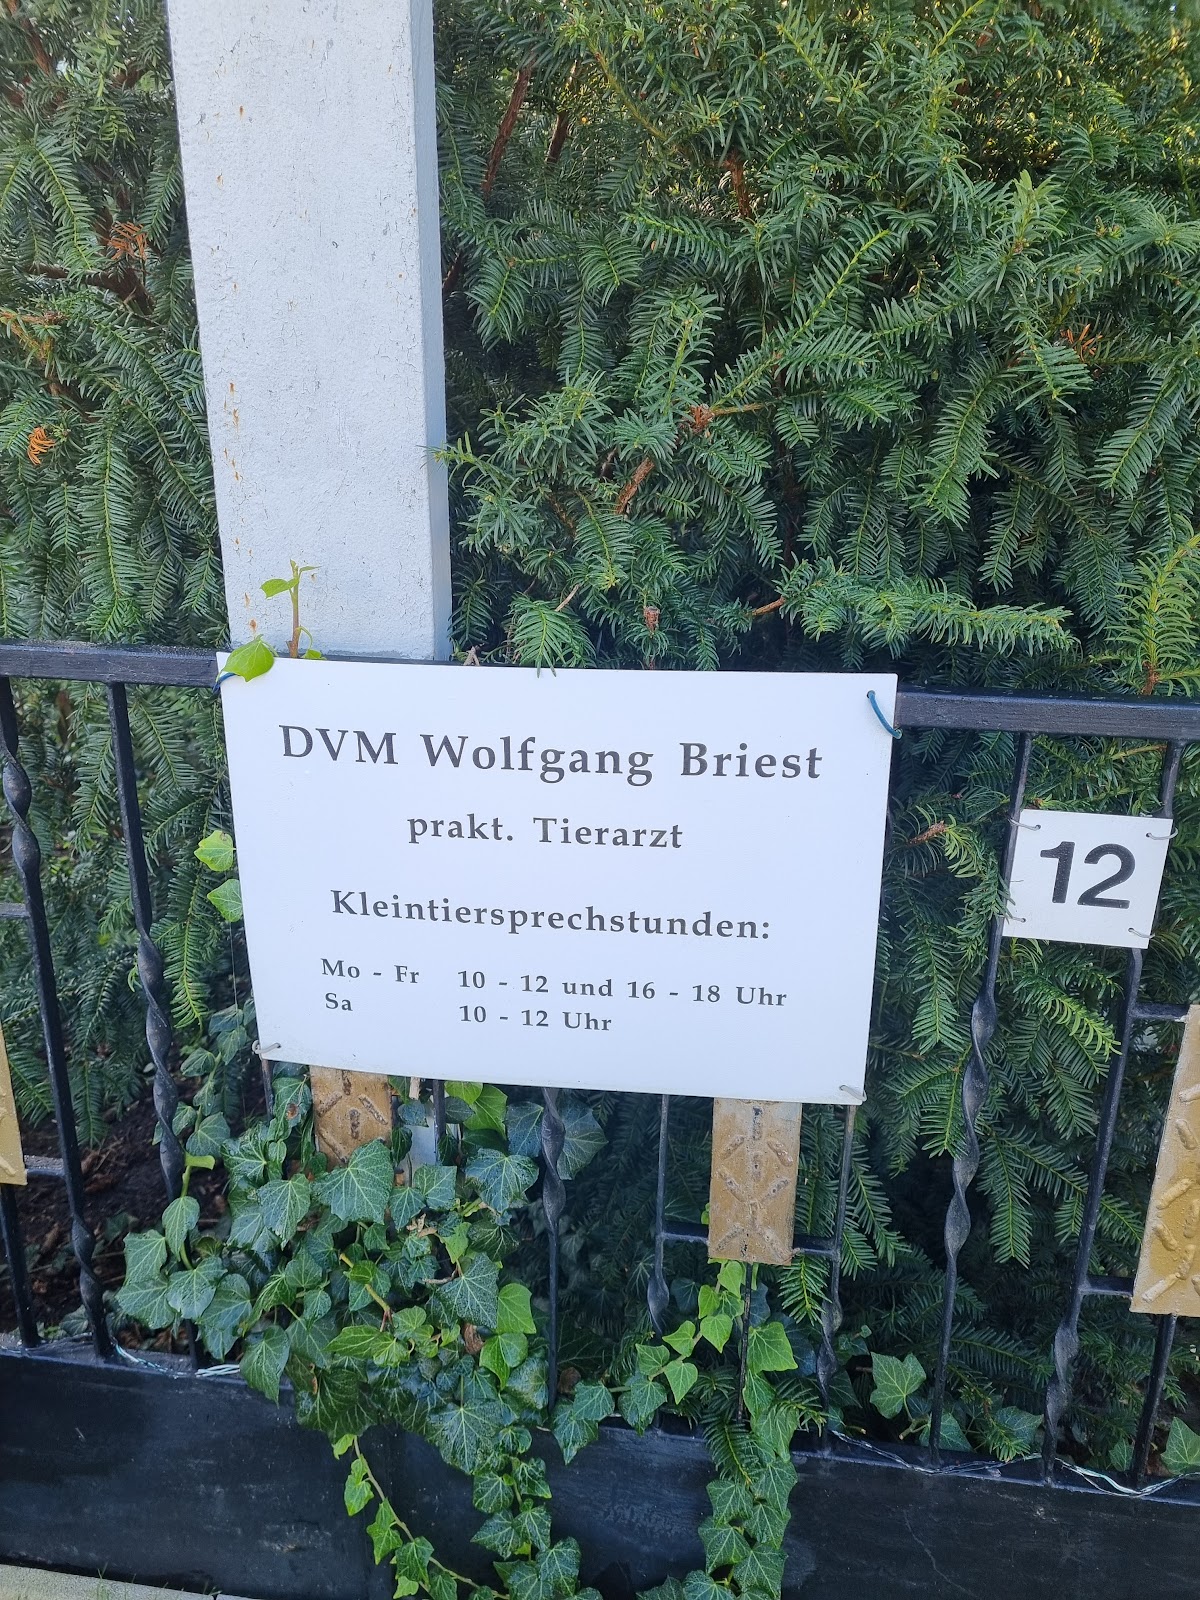 DVM Wolfgang Briest
prakt. Tierarzt
Kleintiersprechstunden:
Mo - Fr 10 - 12 und 16 - 18 Uhr
Sa 10 - 12 Uhr
12